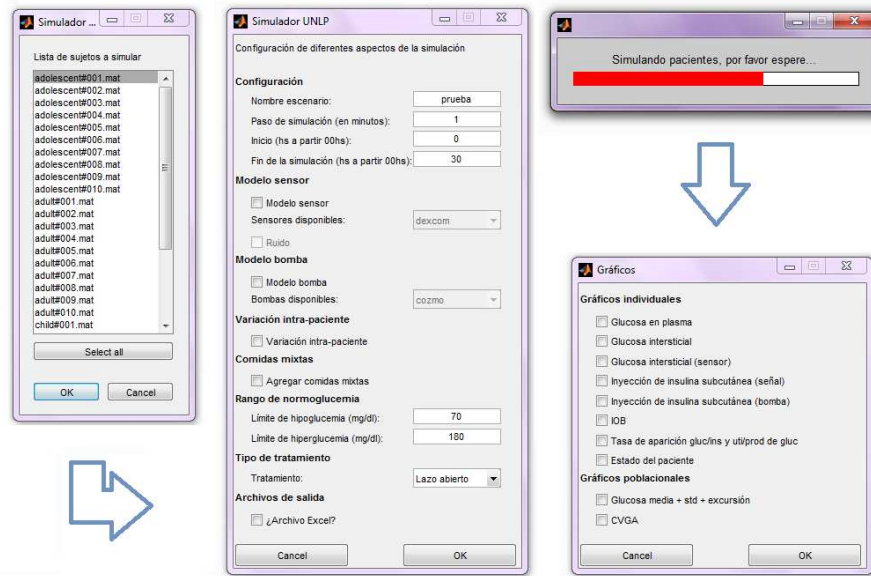 Simulador ...
Lista de sujetos a simular
adolescent#001.mat
adolescent#002.mat
adolescent#003.mat
adolescent#004.mat
adolescent#005.mat
adolescent#006.mat
adolescent#007.mat
adolescent#008.mat
adolescent#009.mat
adolescent#010.mat
adult#001.mat
adult#002.mat
adult#003.mat
adult#004.mat
adult#005.mat
adult#006.mat
adult#007.mat
adult#008.mat
adult#009.mat
adult#010.mat
child#001.mat
Select all
OK Cancel
Simulador UNLP
Configuración de diferentes aspectos de la simulación
Configuración
Nombre escenario: prueba
Paso de simulación (en minutos): 1
Inicio (hs a partir 00hs): 0
Fin de la simulación (hs a partir 00hs): 30
Modelo sensor
Modelo sensor
Sensores disponibles: dexcom
Ruido
Modelo bomba
Modelo bomba
Bombas disponibles: cozmo
Variación intra-paciente
Variación intra-paciente
Comidas mixtas
Agregar comidas mixtas
Rango de normoglucemia
Límite de hipoglucemia (mg/dl): 70
Límite de hiperglucemia (mg/dl): 180
Tipo de tratamiento
Tratamiento: Lazo abierto
Archivos de salida
¿Archivo Excel?
Cancel OK
Simulando pacientes, por favor espere...
Gráficos
Gráficos individuales
Glucosa en plasma
Glucosa intersticial
Glucosa intersticial (sensor)
Inyección de insulina subcutánea (señal)
Inyección de insulina subcutánea (bomba)
IOB
Tasa de aparición gluc/ins y uti/prod de gluc
Estado del paciente
Gráficos poblacionales
Glucosa media + std + excursión
CVGA
Cancel OK